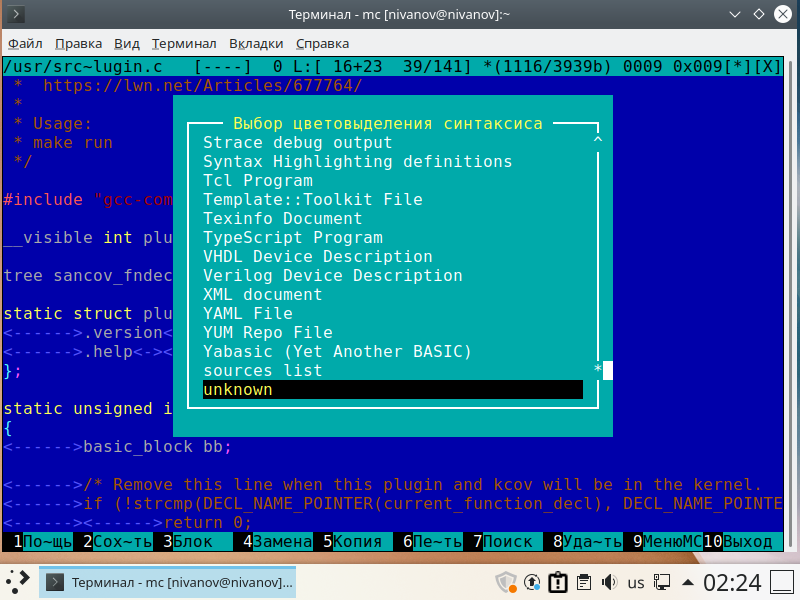 Терминал - mc [nivanov@nivanov]:~
Файл Правка Вид Терминал Вкладки Справка
/usr/src~lugin.c [----] 0 L:[ 16+23 39/141] *(1116/3939b) 0009 0x009[*][X]
* https://lwn.net/Articles/677764/
*
* Usage:
* make run
*/
#include "gcc-com
__visible int plu
tree sancov_fndec
static struct plu
<------>.version<
<------>.help<-><
};
static unsigned i
{
<------>basic_block bb;
<------>/* Remove this line when this plugin and kcov will be in the kernel.
<------>if (!strcmp(DECL_NAME_POINTER(current_function_decl), DECL_NAME_POINTE
<------><------>return 0;
Выбор цветовыделения синтаксиса
Strace debug output
Syntax Highlighting definitions
Tcl Program
Template::Toolkit File
Texinfo Document
TypeScript Program
VHDL Device Description
Verilog Device Description
XML document
YAML File
YUM Repo File
Yabasic (Yet Another BASIC)
sources list
unknown
1По~щь 2Сох~ть 3Блок 4Замена 5Копия 6Пе~ть 7Поиск 8Уда~ть 9МенюМС 10Выход
Терминал - mc [nivanov@nivanov]...
us
02:24